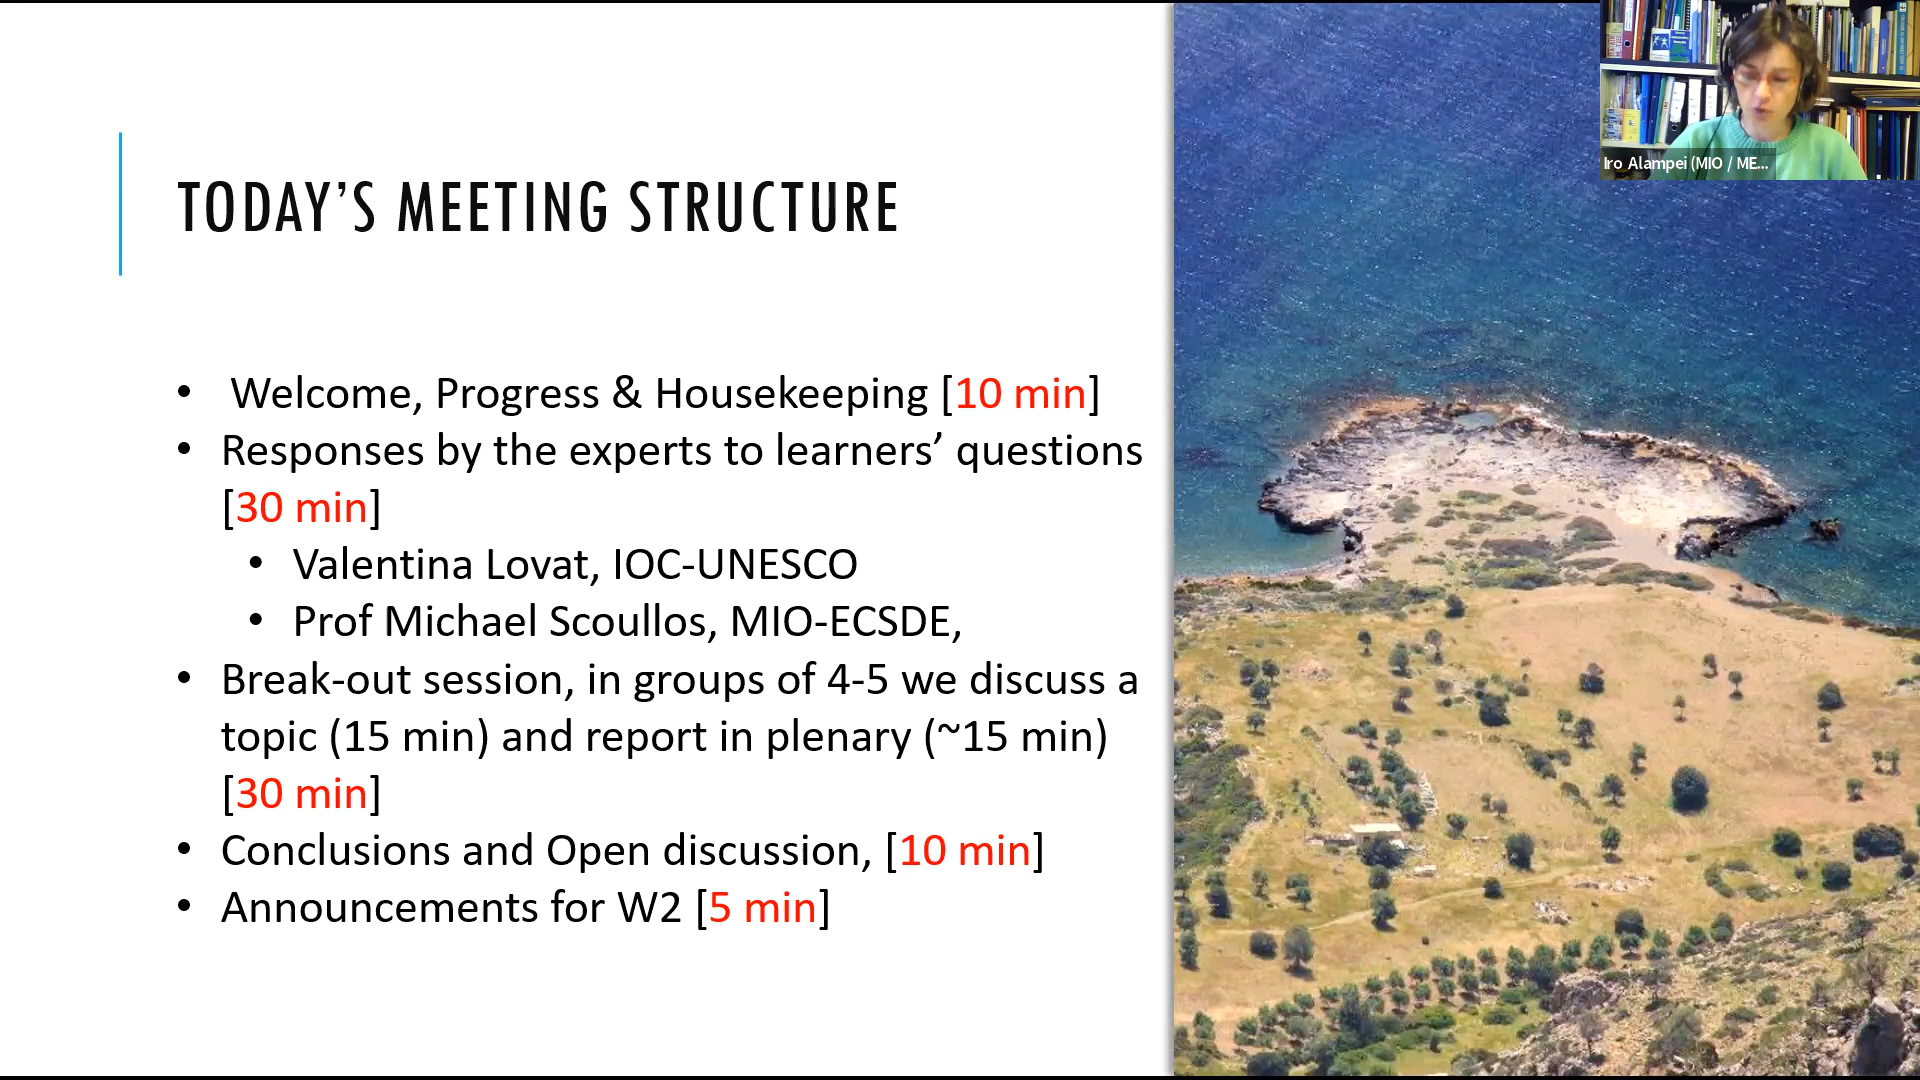 Iro Alampei (MIO / ME...
TODAY’S MEETING STRUCTURE
• Welcome, Progress & Housekeeping [10 min]
• Responses by the experts to learners’ questions
[30 min]
• Valentina Lovat, IOC-UNESCO
• Prof Michael Scoullos, MIO-ECSDE,
• Break-out session, in groups of 4-5 we discuss a
topic (15 min) and report in plenary (~15 min)
[30 min]
• Conclusions and Open discussion, [10 min]
• Announcements for W2 [5 min]